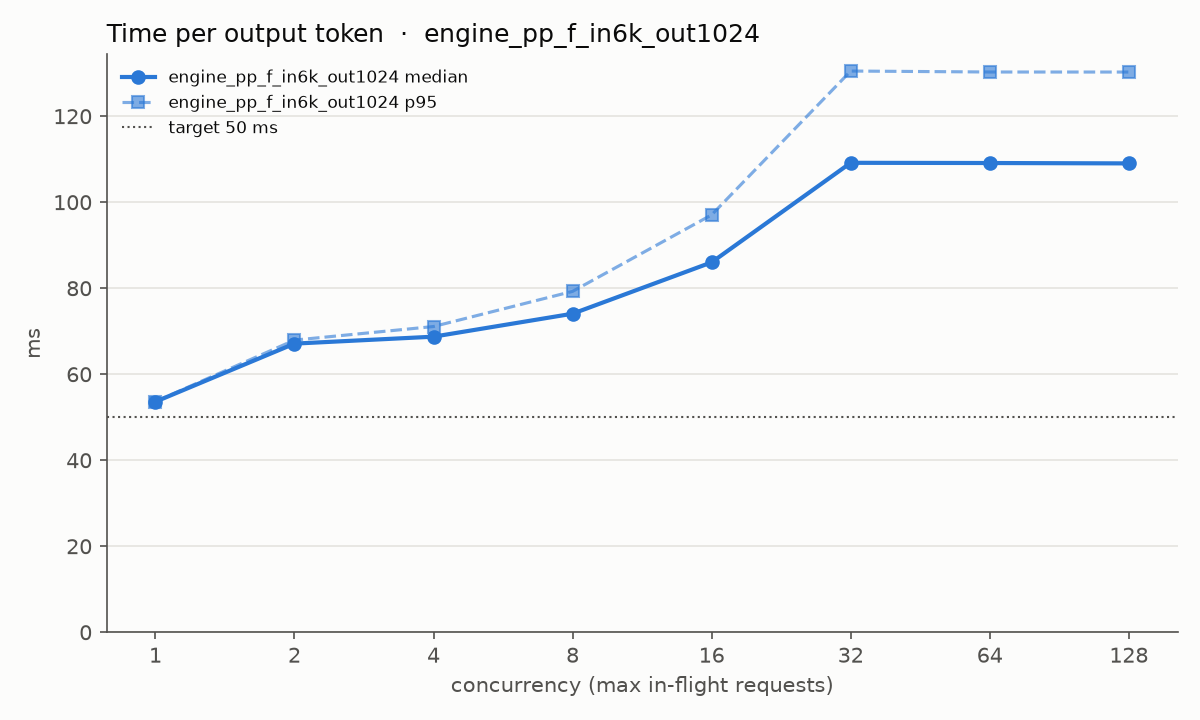 Time per output token · engine_pp_f_in6k_out1024
engine_pp_f_in6k_out1024 median
engine_pp_f_in6k_out1024 p95
target 50 ms
120
100
80
60
40
20
0
ms
1 2 4 8 16 32 64 128
concurrency (max in-flight requests)